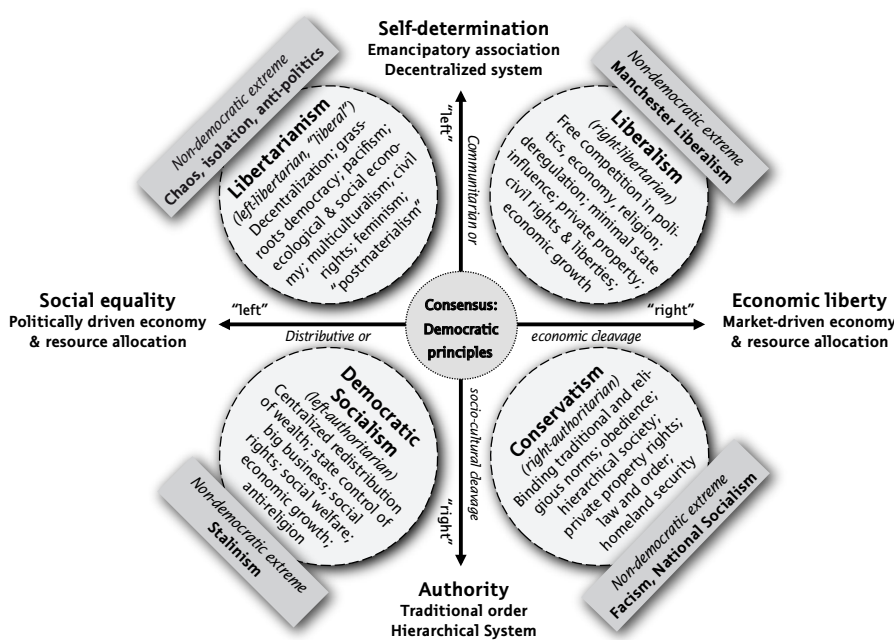 Self-determination
Emancipatory association
Decentralized system
Non-democratic extreme
Chaos, isolation, anti-politics
Non-democratic extreme
Manchester Liberalism
"left"
Communitarian or
Libertarianism
(left-libertarian, "liberal")
Decentralization; grass-
roots democracy; pacifism;
ecological & social econo-
my; multiculturalism; civil
rights; feminism;
"postmaterialism"
Liberalism
(right-libertarian)
Free competition in poli-
tics, economy, religion;
deregulation; minimal state
influence; private property;
civil rights & liberties;
economic growth
Social equality
Politically driven economy
& resource allocation
"left"
Distributive or
Consensus:
Democratic
principles
"right"
economic cleavage
Economic liberty
Market-driven economy
& resource allocation
Democratic
Socialism
(left-authoritarian)
Centralized redistribution
of wealth; state control of
big business; social
rights; social welfare;
economic growth;
antireligion
Conservatism
(right-authoritarian)
Binding traditional and reli-
gious norms; obedience;
hierarchical society;
private property rights;
law and order;
homeland security
socio-cultural cleavage
"right"
Non-democratic extreme
Stalinism
Non-democratic extreme
Facism, National Socialism
Authority
Traditional order
Hierarchical System